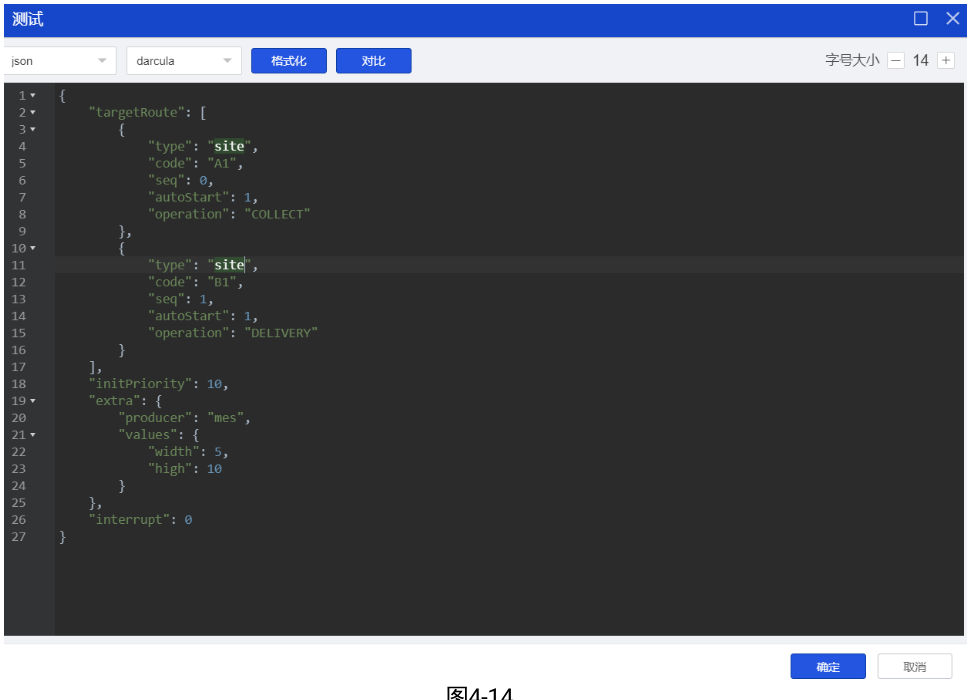 测试
json darcula 格式化 对比 字号大小 − 14 +
1 {
2     "targetRoute": [
3         {
4             "type": "site",
5             "code": "A1",
6             "seq": 0,
7             "autoStart": 1,
8             "operation": "COLLECT"
9         },
10         {
11             "type": "site",
12             "code": "B1",
13             "seq": 1,
14             "autoStart": 1,
15             "operation": "DELIVERY"
16         }
17     ],
18     "initPriority": 10,
19     "extra": {
20         "producer": "mes",
21         "values": {
22             "width": 5,
23             "high": 10
24         }
25     },
26     "interrupt": 0
27 }
确定 取消
图4-14